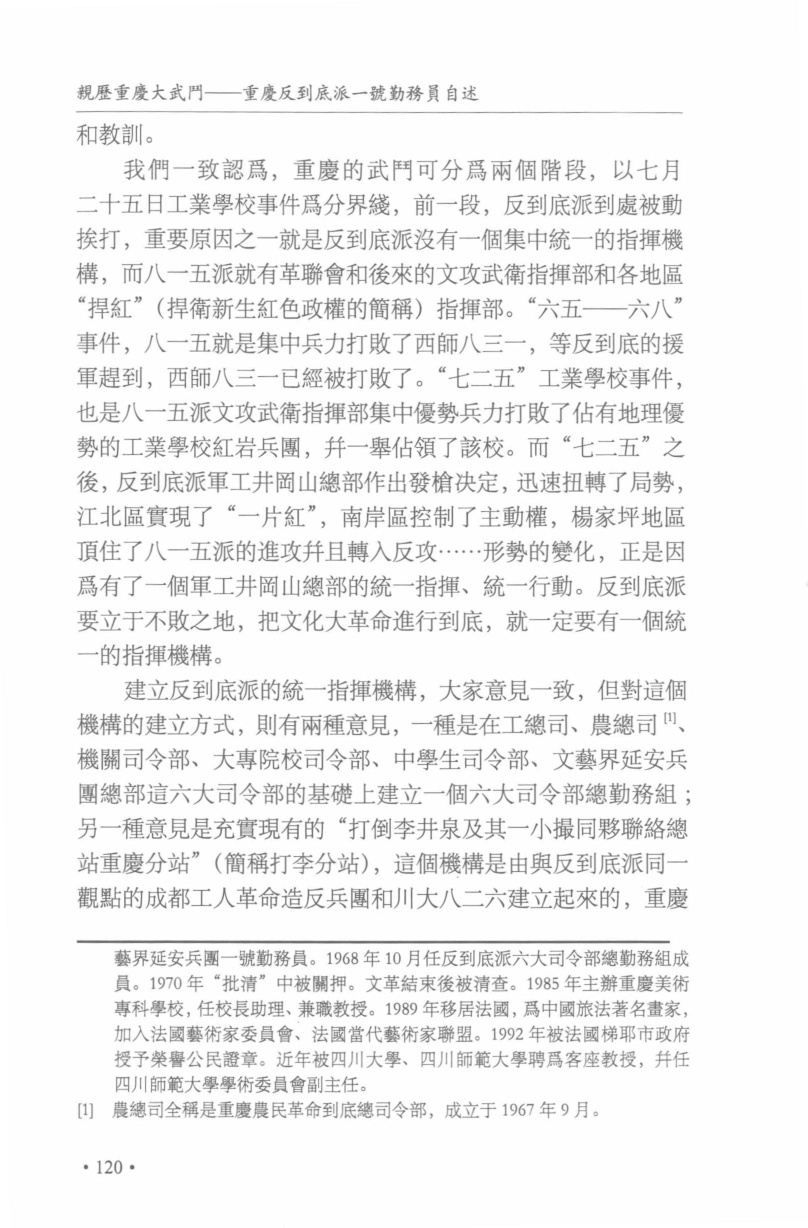 親歷重慶大武鬥——重慶反到底派一號勤務員自述
和教訓。
我們一致認爲，重慶的武鬥可分爲兩個階段，以七月
二十五日工業學校事件爲分界綫，前一段，反到底派到處被動
挨打，重要原因之一就是反到底派沒有一個集中統一的指揮機
構，而八一五派就有革聯會和後來的文攻武衛指揮部和各地區
“捍紅”（捍衛新生紅色政權的簡稱）指揮部。“六五——六八”
事件，八一五就是集中兵力打敗了西師八三一，等反到底的援
軍趕到，西師八三一已經被打敗了。“七二五”工業學校事件，
也是八一五派文攻武衛指揮部集中優勢兵力打敗了佔有地理優
勢的工業學校紅岩兵團，幷一舉佔領了該校。而“七二五”之
後，反到底派軍工井岡山總部作出發槍決定，迅速扭轉了局勢，
江北區實現了“一片紅”，南岸區控制了主動權，楊家坪地區
頂住了八一五派的進攻幷且轉入反攻……形勢的變化，正是因
爲有了一個軍工井岡山總部的統一指揮、統一行動。反到底派
要立于不敗之地，把文化大革命進行到底，就一定要有一個統
一的指揮機構。
建立反到底派的統一指揮機構，大家意見一致，但對這個
機構的建立方式，則有兩種意見，一種是在工總司、農總司[1]、
機關司令部、大專院校司令部、中學生司令部、文藝界延安兵
團總部這六大司令部的基礎上建立一個六大司令部總勤務組；
另一種意見是充實現有的“打倒李井泉及其一小撮同夥聯絡總
站重慶分站”（簡稱打李分站），這個機構是由與反到底派同一
觀點的成都工人革命造反兵團和川大八二六建立起來的，重慶
藝界延安兵團一號勤務員。1968 年 10 月任反到底派六大司令部總勤務組成
員。1970 年“批清”中被關押。文革結束後被清查。1985 年主辦重慶美術
專科學校，任校長助理、兼職教授。1989 年移居法國，爲中國旅法著名畫家，
加入法國藝術家委員會、法國當代藝術家聯盟。1992 年被法國梯耶市政府
授予榮譽公民證章。近年被四川大學、四川師範大學聘爲客座教授，幷任
四川師範大學學術委員會副主任。
[1] 農總司全稱是重慶農民革命到底總司令部，成立于 1967 年 9 月。
·120·